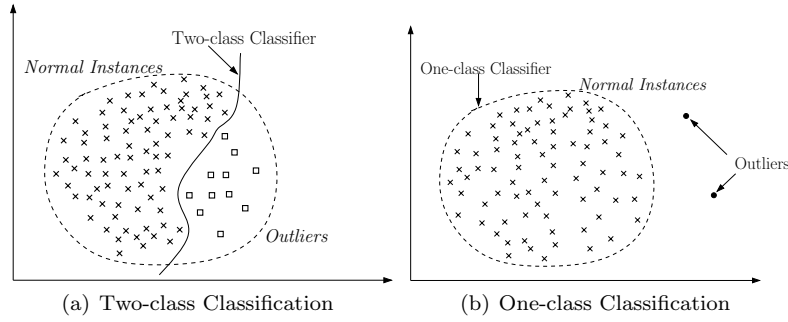 Two-class Classifier
Normal Instances
Outliers
(a) Two-class Classification
One-class Classifier
Normal Instances
Outliers
(b) One-class Classification